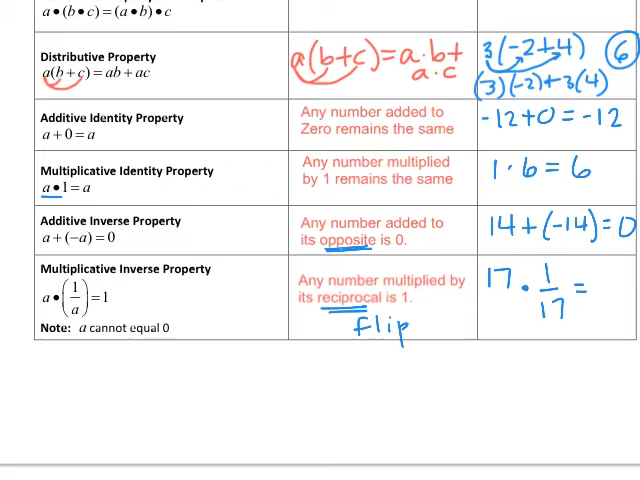 a • (b • c) = (a • b) • c
Distributive Property
a(b + c) = ab + ac
a(b+c)=a·b+
a·c
3(-2+4) 6
(3)(-2)+3(4)
Additive Identity Property
a + 0 = a
Any number added to
Zero remains the same
-12+0=-12
Multiplicative Identity Property
a • 1 = a
Any number multiplied
by 1 remains the same
1·6=6
Additive Inverse Property
a + (−a) = 0
Any number added to
its opposite is 0.
14+(-14)=0
Multiplicative Inverse Property
a • (1/a) = 1
Note: a cannot equal 0
Any number multiplied by
its reciprocal is 1.
flip
17 · 1/17 =